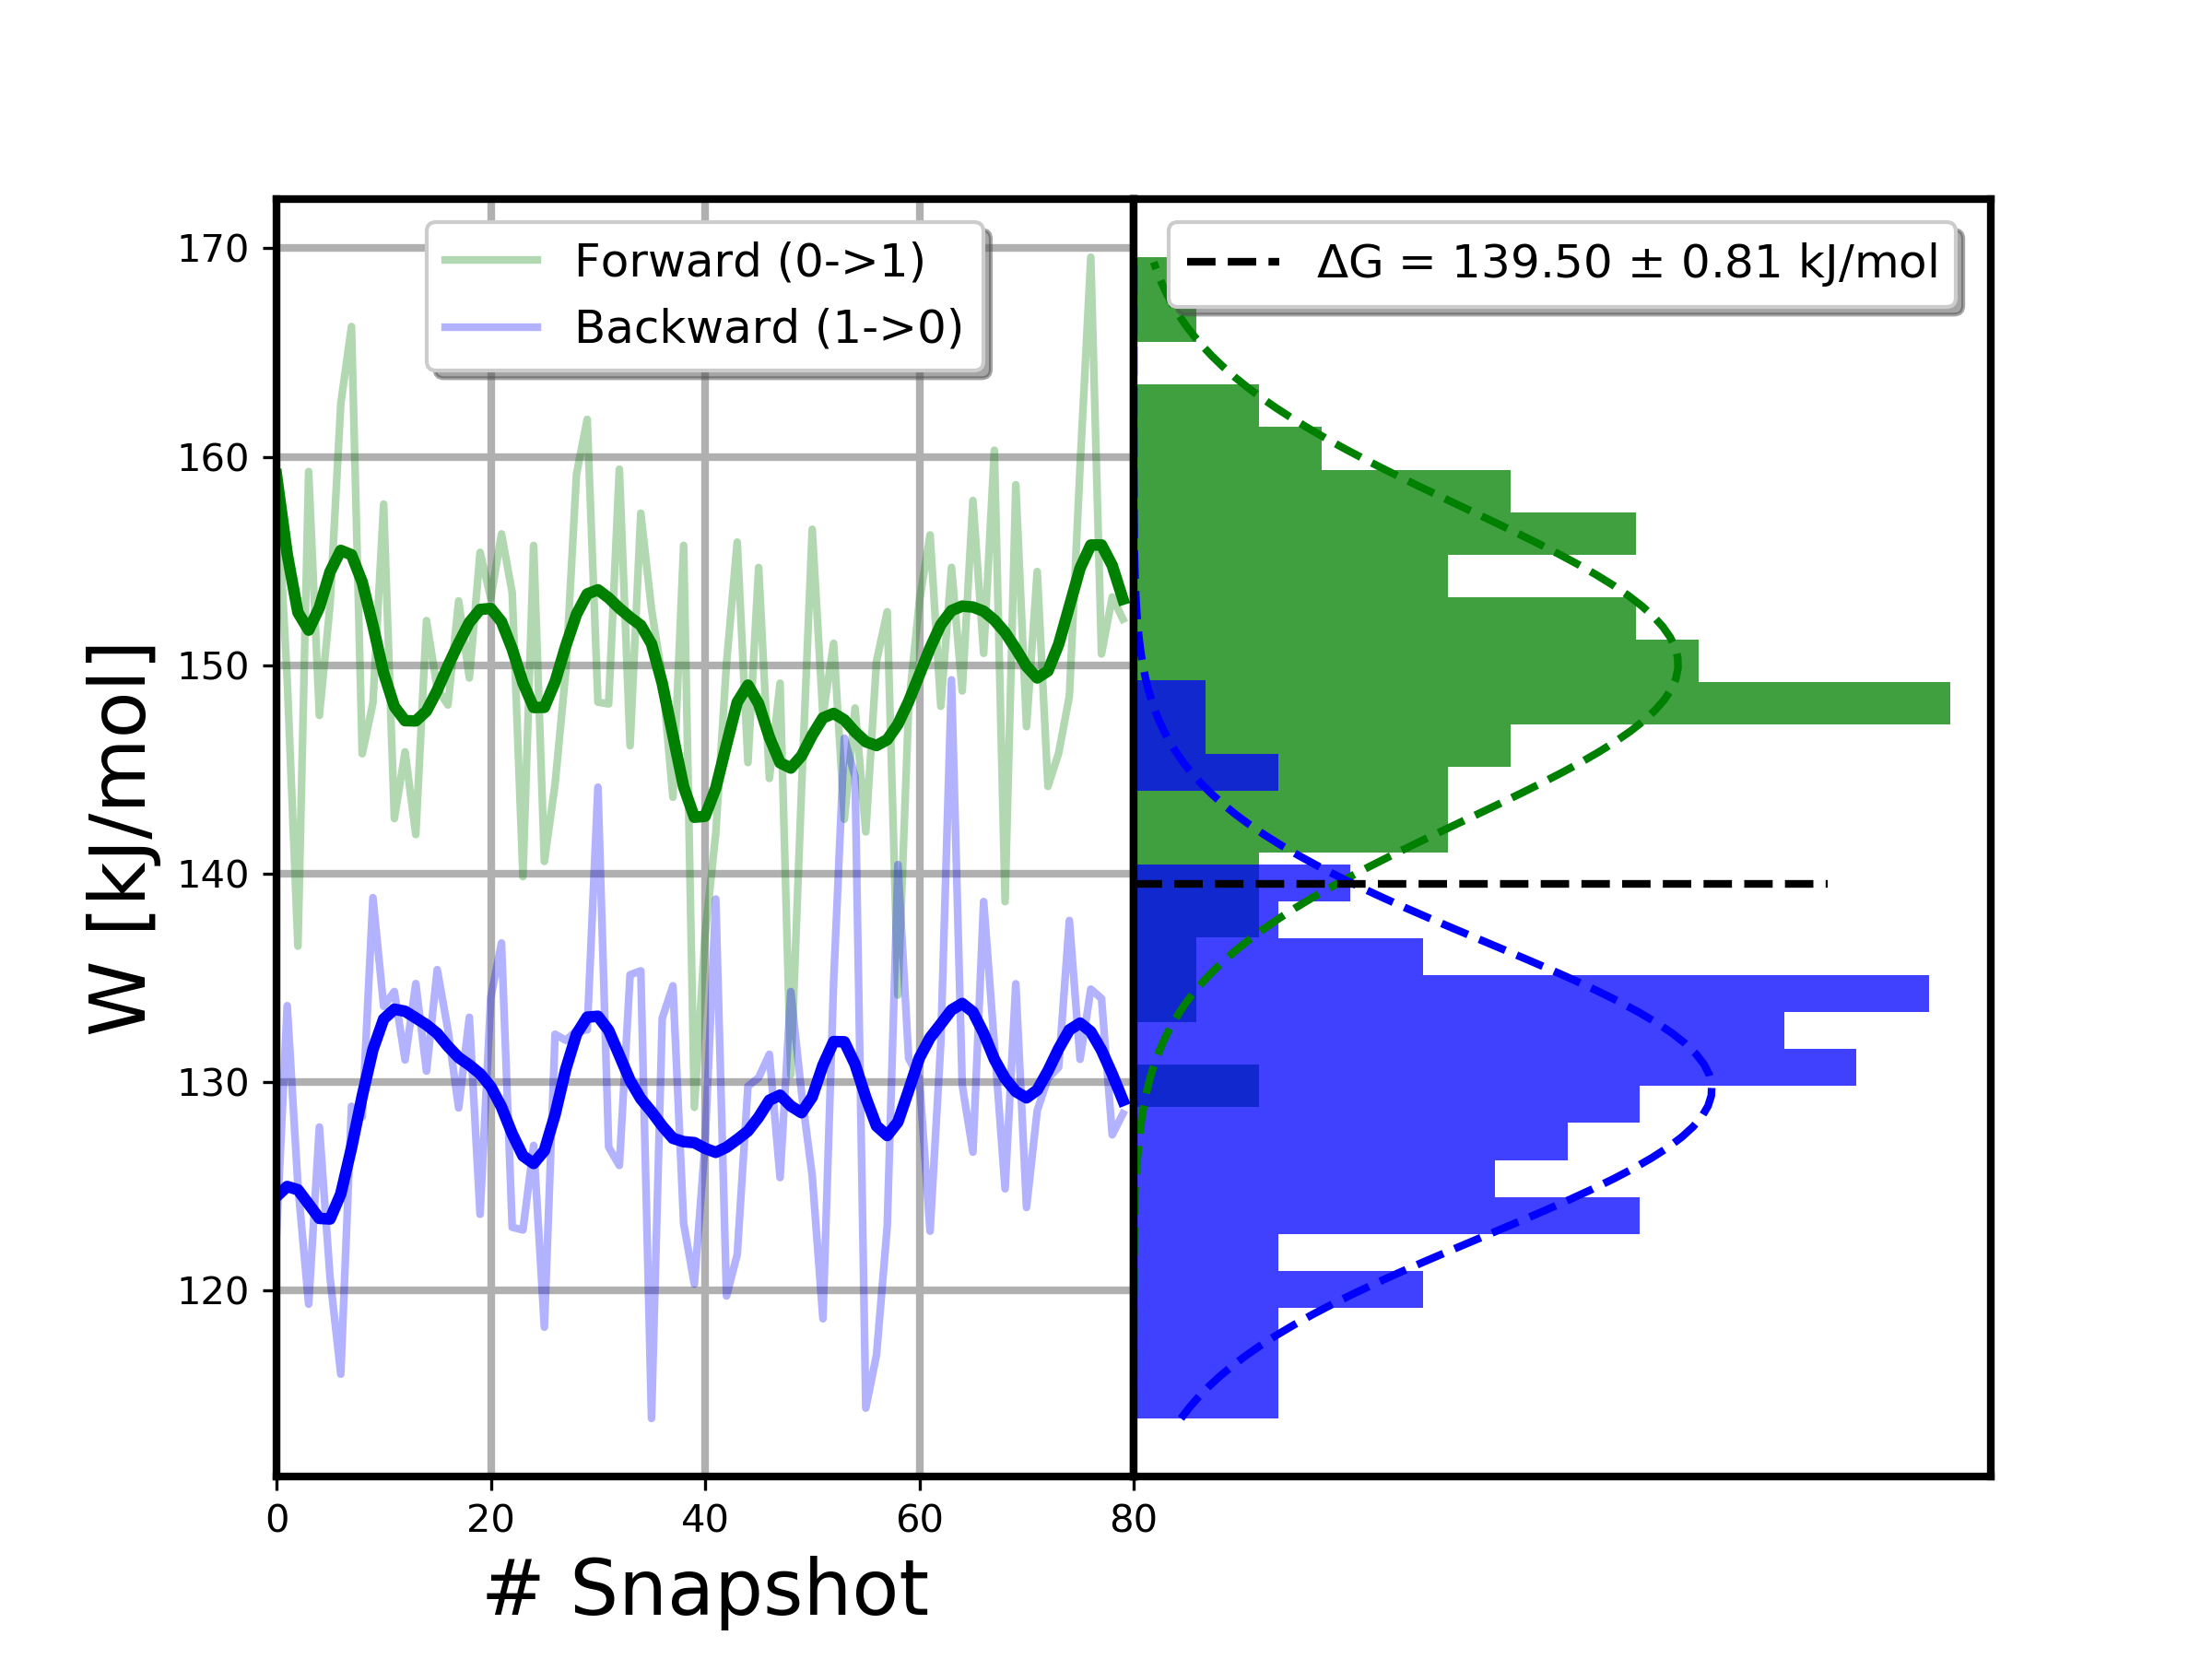 170
160
150
140
130
120
W [kJ/mol]
Forward (0->1)
Backward (1->0)
ΔG = 139.50 ± 0.81 kJ/mol
0 20 40 60 80
# Snapshot